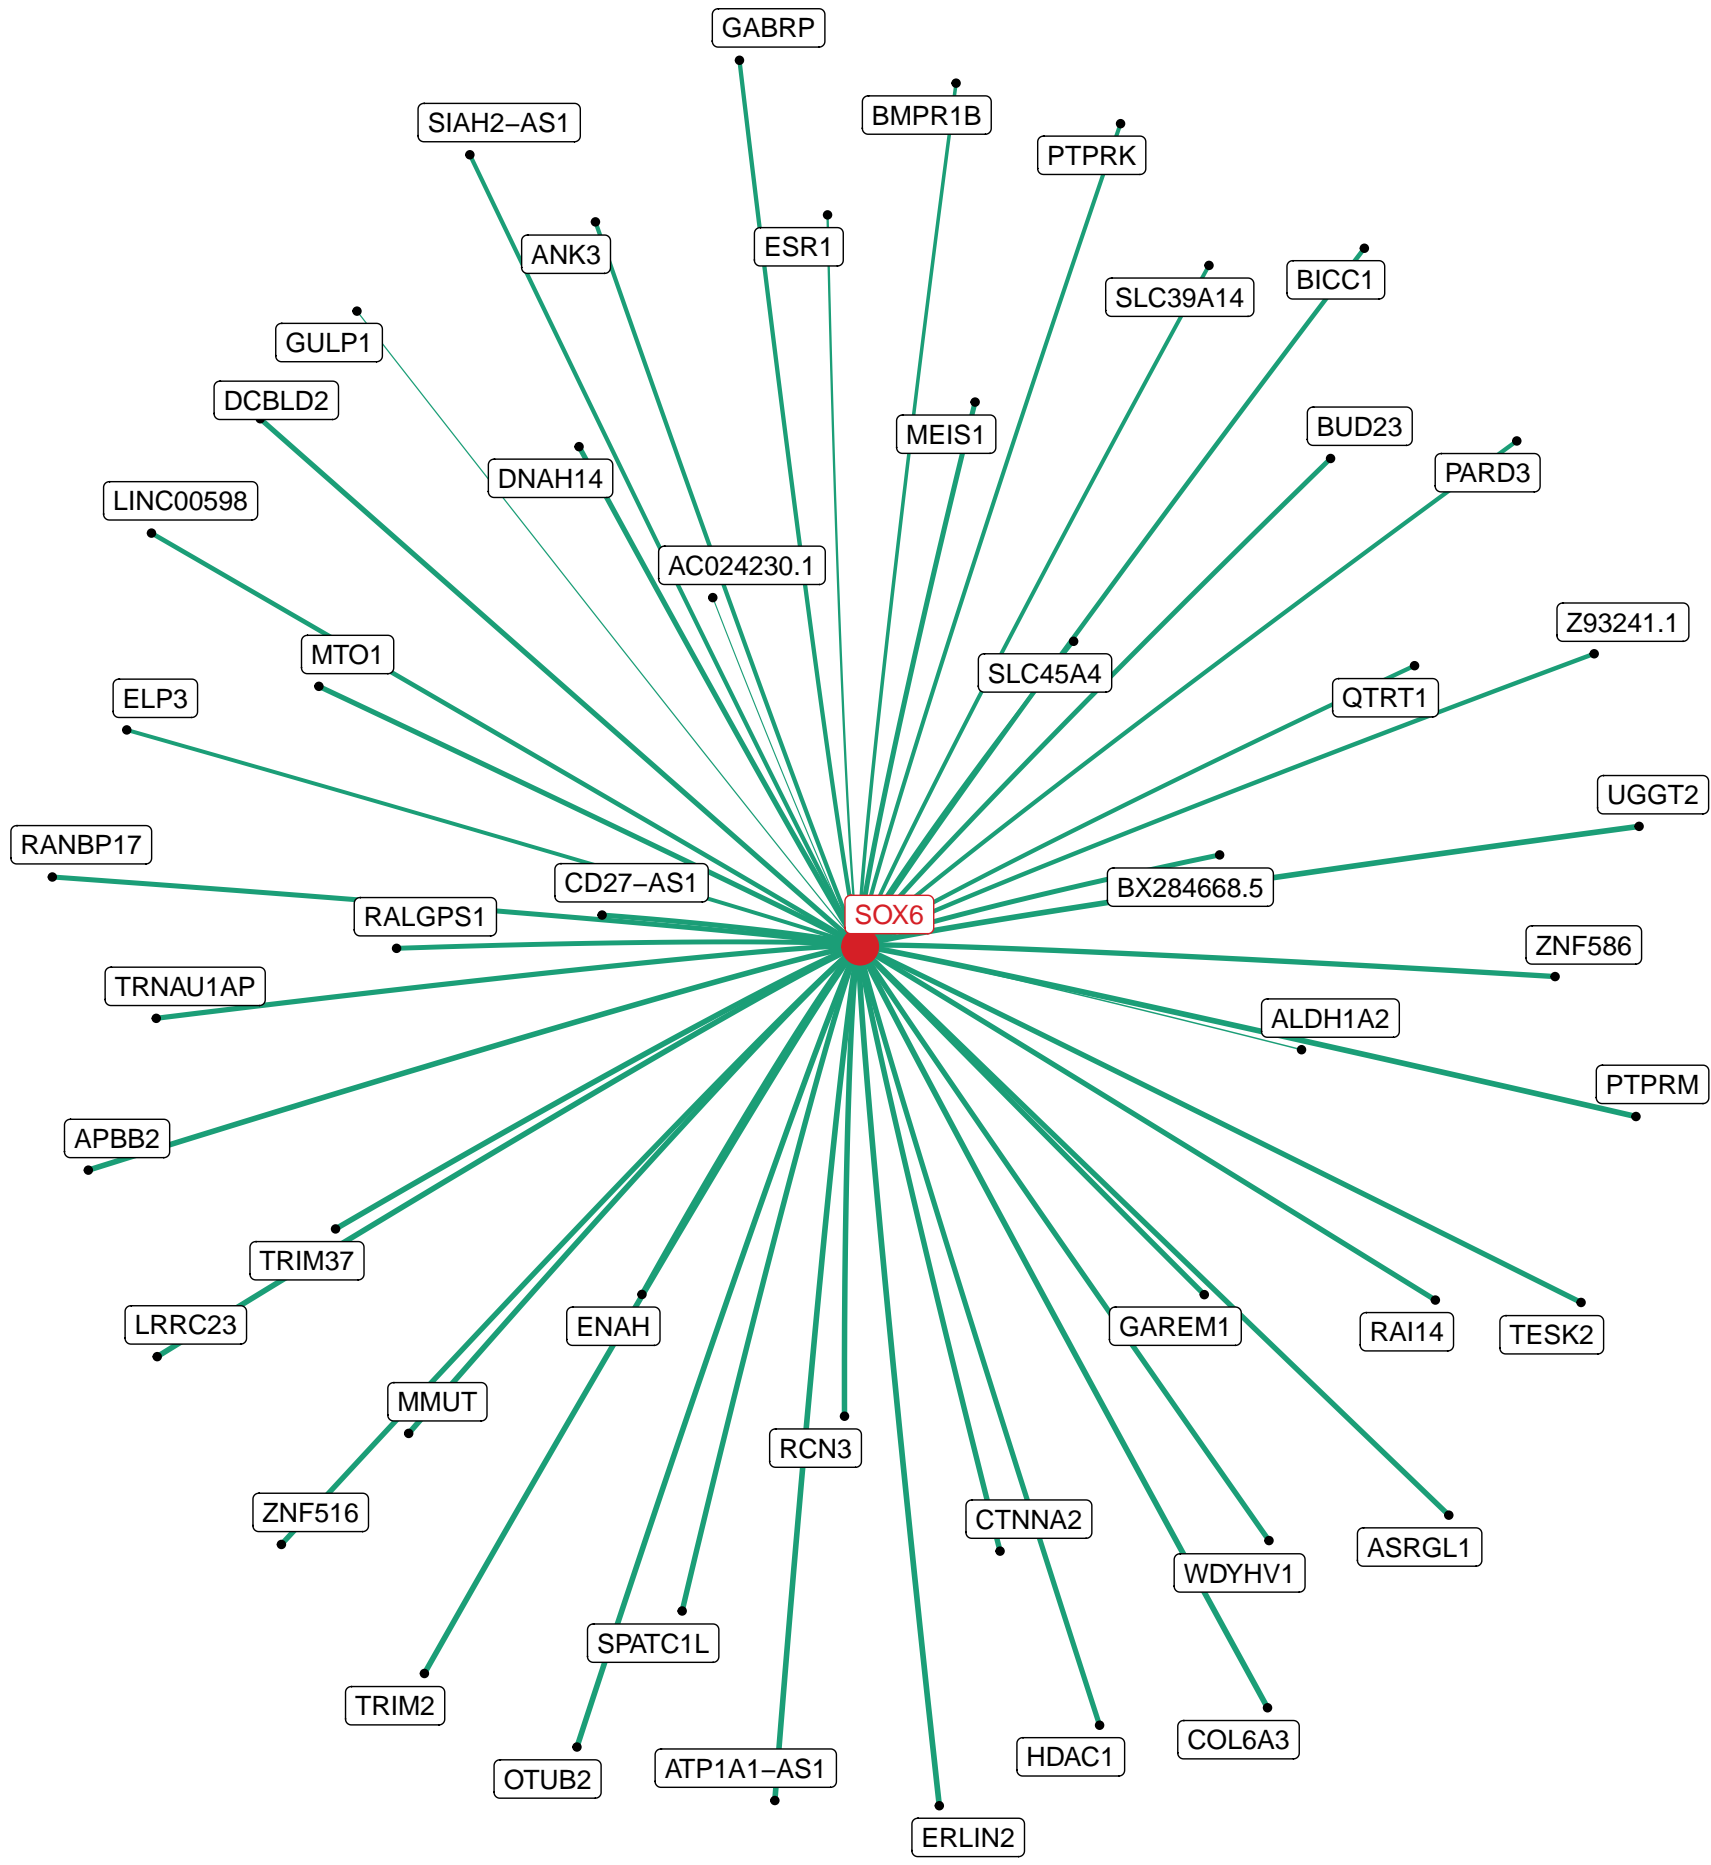 GABRP
BMPR1B
SIAH2−AS1
PTPRK
ESR1
ANK3
BICC1
SLC39A14
GULP1
DCBLD2
BUD23
MEIS1
PARD3
DNAH14
LINC00598
AC024230.1
Z93241.1
MTO1
SLC45A4
ELP3
QTRT1
UGGT2
RANBP17
CD27−AS1
BX284668.5
SOX6
RALGPS1
ZNF586
TRNAU1AP
ALDH1A2
PTPRM
APBB2
TRIM37
LRRC23
ENAH
GAREM1
RAI14
TESK2
MMUT
RCN3
ZNF516
CTNNA2
ASRGL1
WDYHV1
SPATC1L
TRIM2
COL6A3
HDAC1
ATP1A1−AS1
OTUB2
ERLIN2